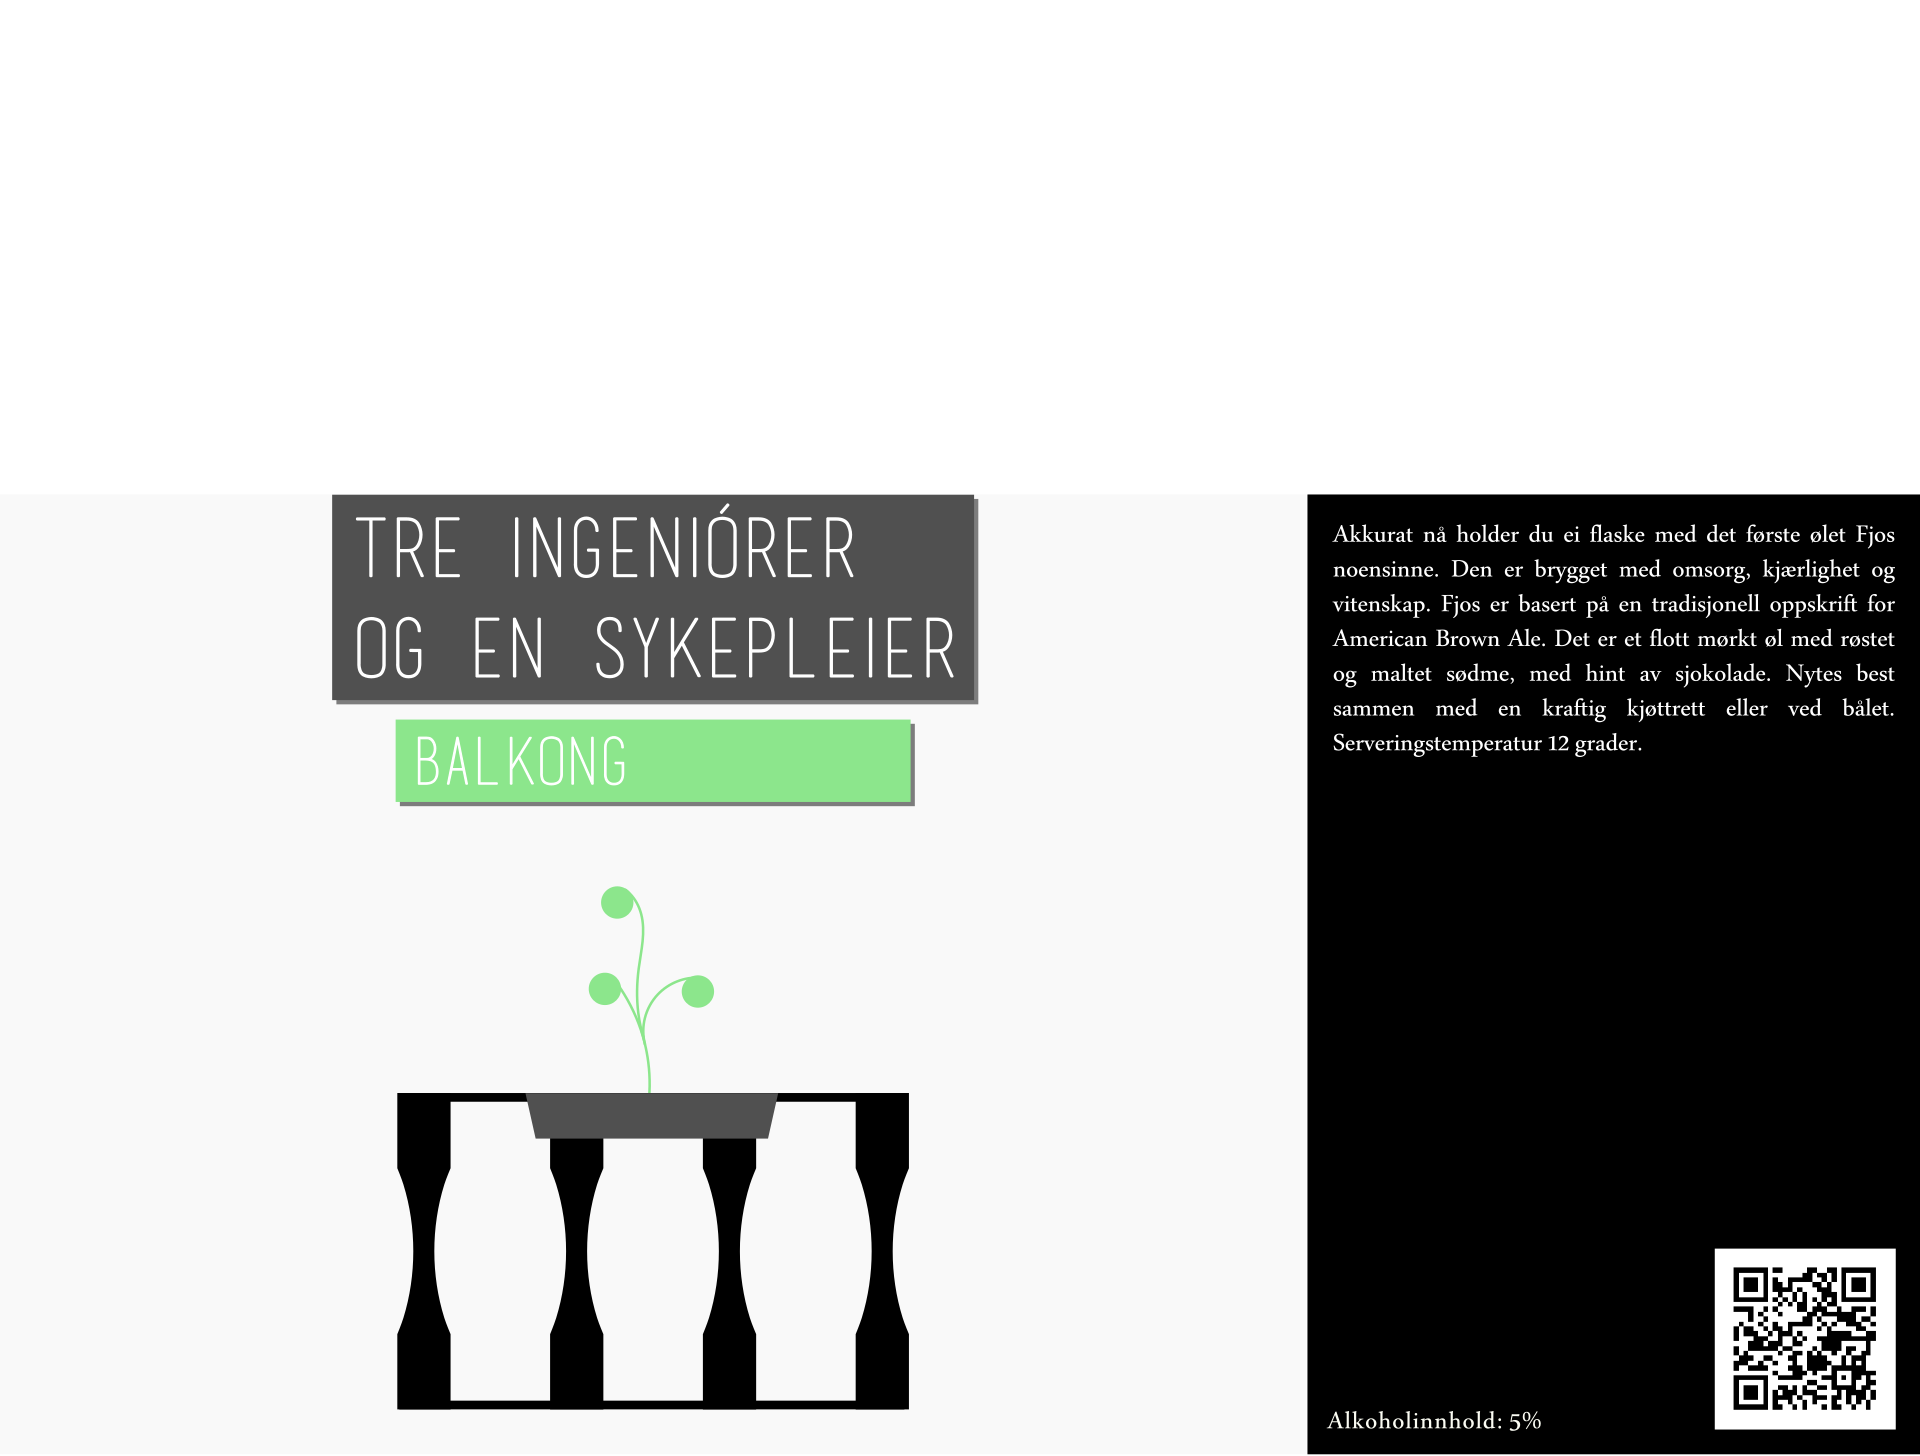 TRE INGENIÓRER
OG EN SYKEPLEIER
BALKONG
Akkurat nå holder du ei flaske med det første ølet Fjos
noensinne. Den er brygget med omsorg, kjærlighet og
vitenskap. Fjos er basert på en tradisjonell oppskrift for
American Brown Ale. Det er et flott mørkt øl med røstet
og maltet sødme, med hint av sjokolade. Nytes best
sammen med en kraftig kjøttrett eller ved bålet.
Serveringstemperatur 12 grader.
Alkoholinnhold: 5%